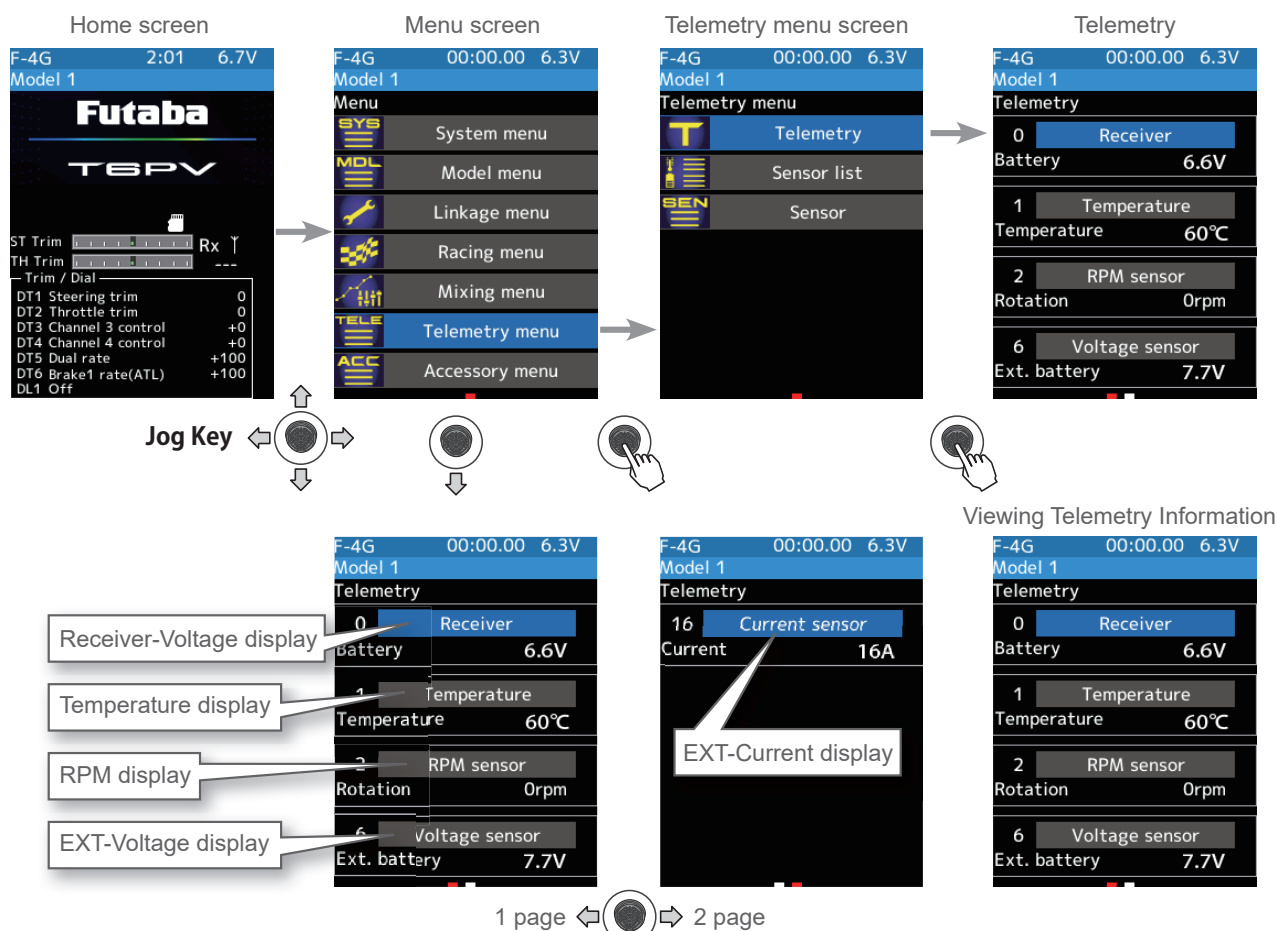 Home screen
F-4G 2:01 6.7V
Model 1
Futaba
T6PV
ST Trim
Rx
TH Trim
---
Trim / Dial
DT1 Steering trim 0
DT2 Throttle trim 0
DT3 Channel 3 control +0
DT4 Channel 4 control +0
DT5 Dual rate +100
DT6 Brake1 rate(ATL) +100
DL1 Off
Menu screen
F-4G 00:00.00 6.3V
Model 1
Menu
SYS System menu
MDL Model menu
Linkage menu
Racing menu
Mixing menu
TELE Telemetry menu
ACC Accessory menu
Telemetry menu screen
F-4G 00:00.00 6.3V
Model 1
Telemetry menu
T Telemetry
Sensor list
SEN Sensor
Telemetry
F-4G 00:00.00 6.3V
Model 1
Telemetry
0 Receiver
Battery 6.6V
1 Temperature
Temperature 60℃
2 RPM sensor
Rotation 0rpm
6 Voltage sensor
Ext. battery 7.7V
Jog Key
Receiver-Voltage display
Temperature display
RPM display
EXT-Voltage display
F-4G 00:00.00 6.3V
Model 1
Telemetry
0 Receiver
Battery 6.6V
1 Temperature
Temperature 60℃
2 RPM sensor
Rotation 0rpm
6 Voltage sensor
Ext. battery 7.7V
F-4G 00:00.00 6.3V
Model 1
Telemetry
16 Current sensor
Current 16A
EXT-Current display
Viewing Telemetry Information
F-4G 00:00.00 6.3V
Model 1
Telemetry
0 Receiver
Battery 6.6V
1 Temperature
Temperature 60℃
2 RPM sensor
Rotation 0rpm
6 Voltage sensor
Ext. battery 7.7V
1 page 2 page